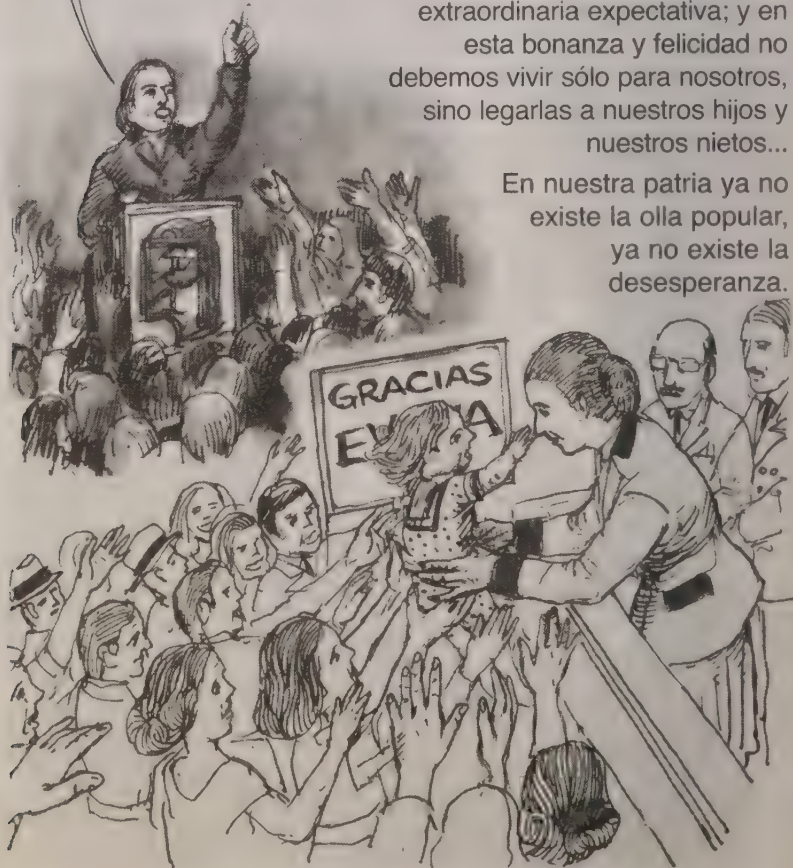 extraordinaria expectativa; y en
esta bonanza y felicidad no
debemos vivir sólo para nosotros,
sino legarlas a nuestros hijos y
nuestros nietos...
En nuestra patria ya no
existe la olla popular,
ya no existe la
desesperanza.
GRACIAS